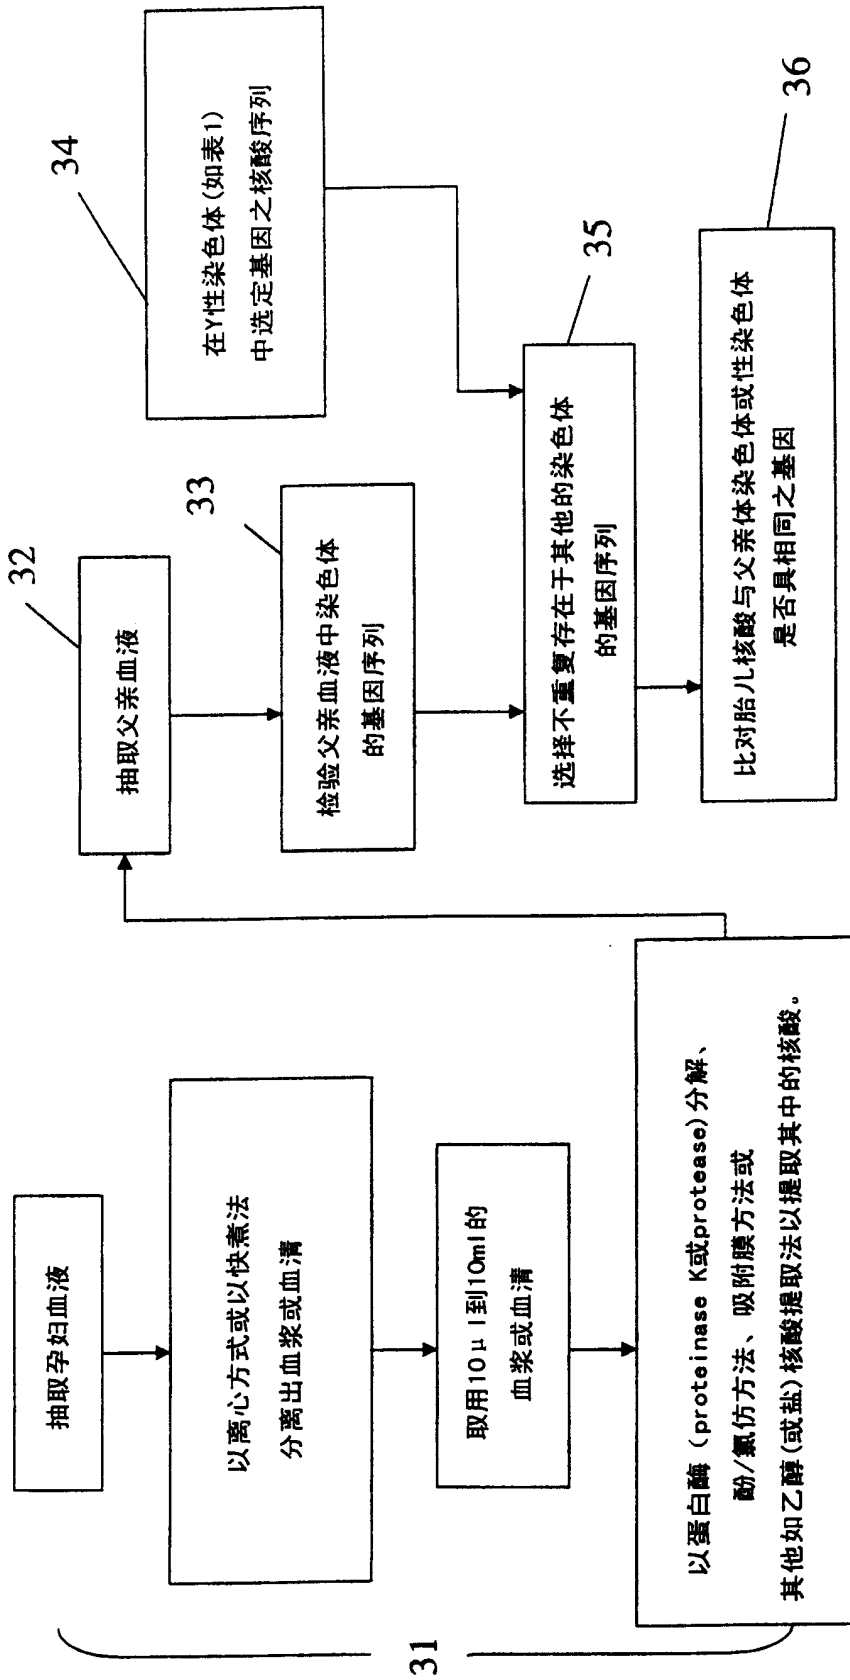 31
抽取孕妇血液
以离心方式或以快煮法
分离出血浆或血清
取用10μl到10ml的
血浆或血清
以蛋白酶（proteinase K或protease)分解、
酚/氯仿方法、吸附膜方法或
其他如乙醇(或盐)核酸提取法以提取其中的核酸。
32
抽取父亲血液
33
检验父亲血液中染色体
的基因序列
34
在Y性染色体(如表1)
中选定基因之核酸序列
35
选择不重复存在于其他的染色体
的基因序列
36
比对胎儿核酸与父亲体染色体或性染色体
是否具相同之基因